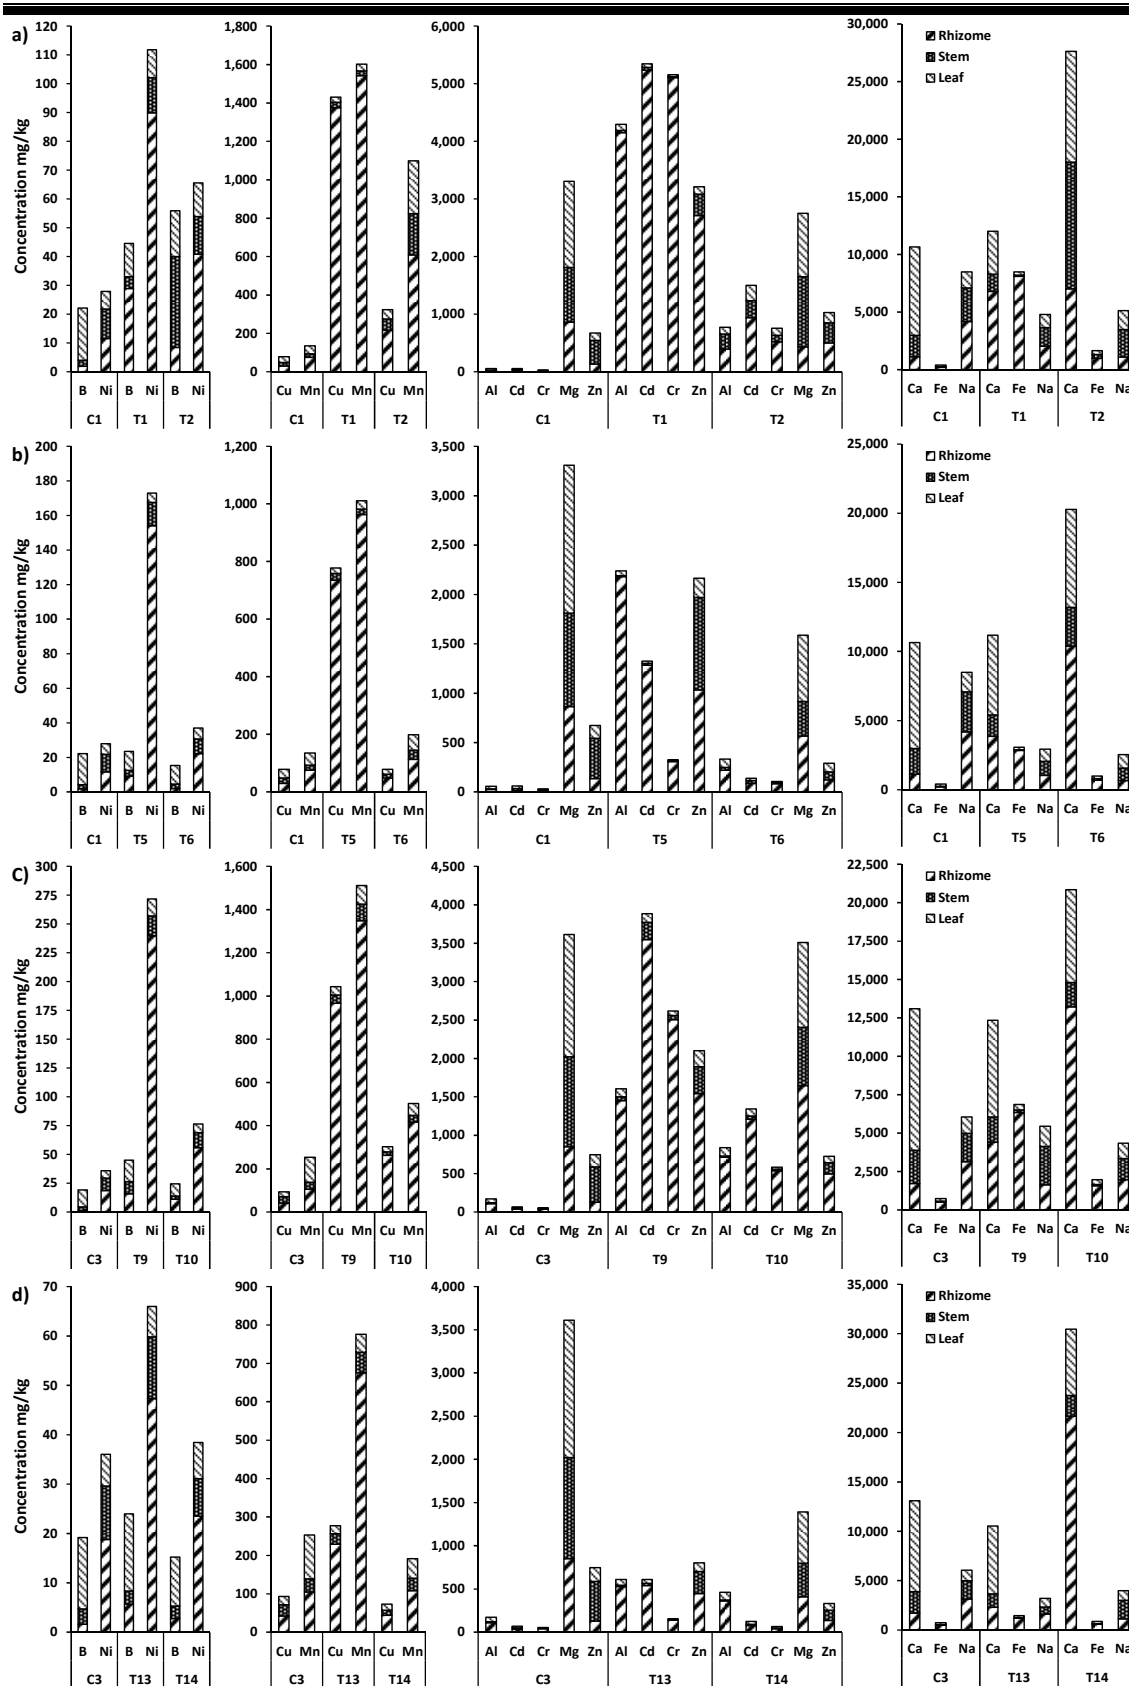 a)
Concentration mg/kg
120
110
100
90
80
70
60
50
40
30
20
10
0
B Ni B Ni B Ni
C1 T1 T2
1,800
1,600
1,400
1,200
1,000
800
600
400
200
0
Cu Mn Cu Mn Cu Mn
C1 T1 T2
6,000
5,000
4,000
3,000
2,000
1,000
0
Al Cd Cr Mg Zn Al Cd Cr Zn Al Cd Cr Mg Zn
C1 T1 T2
30,000
25,000
20,000
15,000
10,000
5,000
0
Rhizome
Stem
Leaf
Ca Fe Na Ca Fe Na Ca Fe Na
C1 T1 T2
b)
Concentration mg/kg
200
180
160
140
120
100
80
60
40
20
0
B Ni B Ni B Ni
C1 T5 T6
1,200
1,000
800
600
400
200
0
Cu Mn Cu Mn Cu Mn
C1 T5 T6
3,500
3,000
2,500
2,000
1,500
1,000
500
0
Al Cd Cr Mg Zn Al Cd Cr Zn Al Cd Cr Mg Zn
C1 T5 T6
25,000
20,000
15,000
10,000
5,000
0
Rhizome
Stem
Leaf
Ca Fe Na Ca Fe Na Ca Fe Na
C1 T5 T6
C)
Concentration mg/kg
300
275
250
225
200
175
150
125
100
75
50
25
0
B Ni B Ni B Ni
C3 T9 T10
1,600
1,400
1,200
1,000
800
600
400
200
0
Cu Mn Cu Mn Cu Mn
C3 T9 T10
4,500
4,000
3,500
3,000
2,500
2,000
1,500
1,000
500
0
Al Cd Cr Mg Zn Al Cd Cr Zn Al Cd Cr Mg Zn
C3 T9 T10
22,500
20,000
17,500
15,000
12,500
10,000
7,500
5,000
2,500
0
Rhizome
Stem
Leaf
Ca Fe Na Ca Fe Na Ca Fe Na
C3 T9 T10
d)
Concentration mg/kg
70
60
50
40
30
20
10
0
B Ni B Ni B Ni
C3 T13 T14
900
800
700
600
500
400
300
200
100
0
Cu Mn Cu Mn Cu Mn
C3 T13 T14
4,000
3,500
3,000
2,500
2,000
1,500
1,000
500
0
Al Cd Cr Mg Zn Al Cd Cr Zn Al Cd Cr Mg Zn
C3 T13 T14
35,000
30,000
25,000
20,000
15,000
10,000
5,000
0
Rhizome
Stem
Leaf
Ca Fe Na Ca Fe Na Ca Fe Na
C3 T13 T14